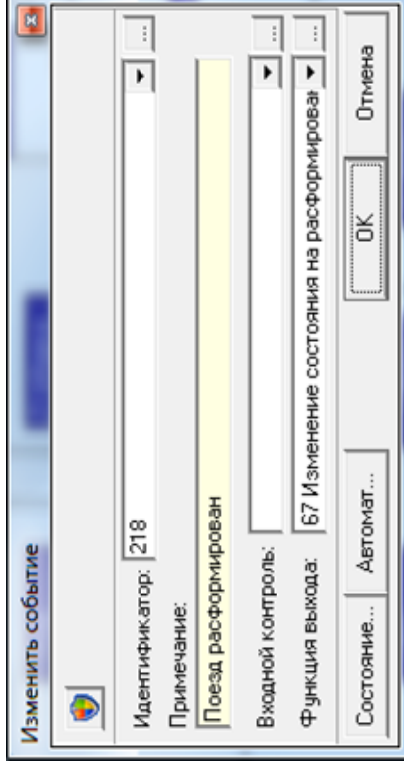 Изменить событие
Идентификатор: 218
...
Примечание:
Поезд расформирован
Входной контроль:
...
Функция выхода: 67 Изменение состояния на расформирован
...
Состояние... Автомат... OK Отмена